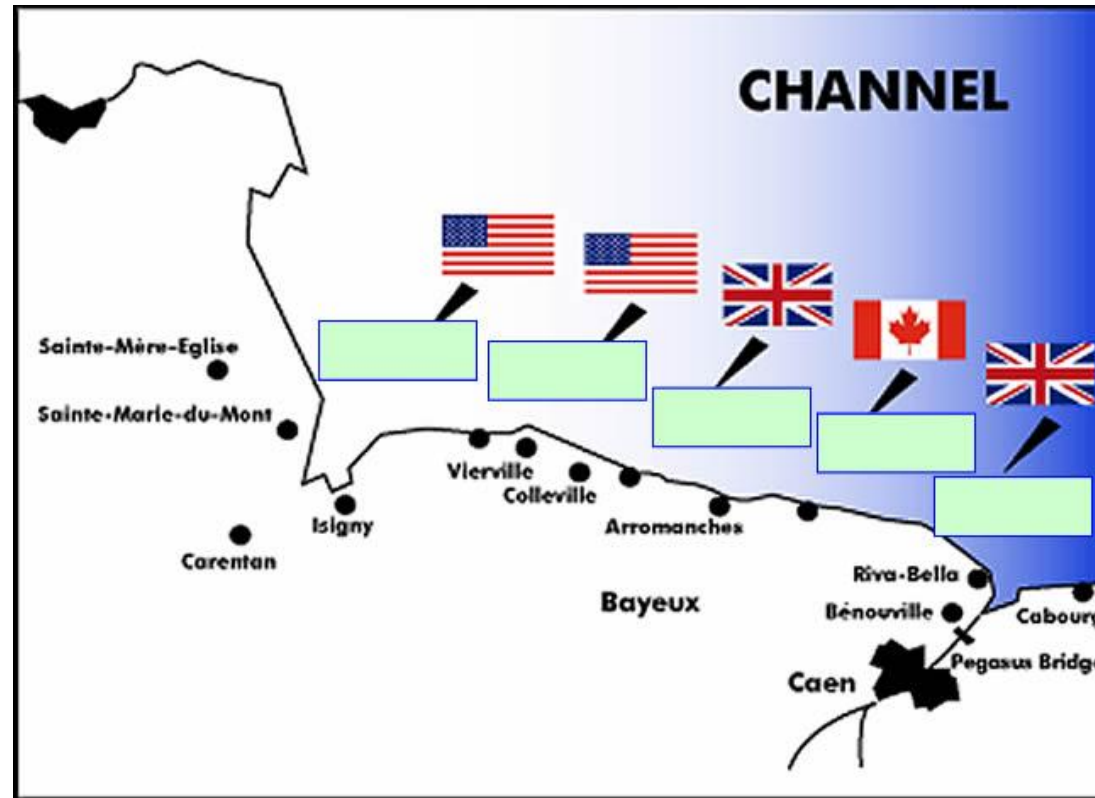 CHANNEL
Sainte-Mère-Eglise
Sainte-Marie-du-Mont
Vierville
Colleville
Isigny
Arromanches
Carentan
Riva-Bella
Bayeux
Bénouville
Cabourg
Pegasus Bridge
Caen